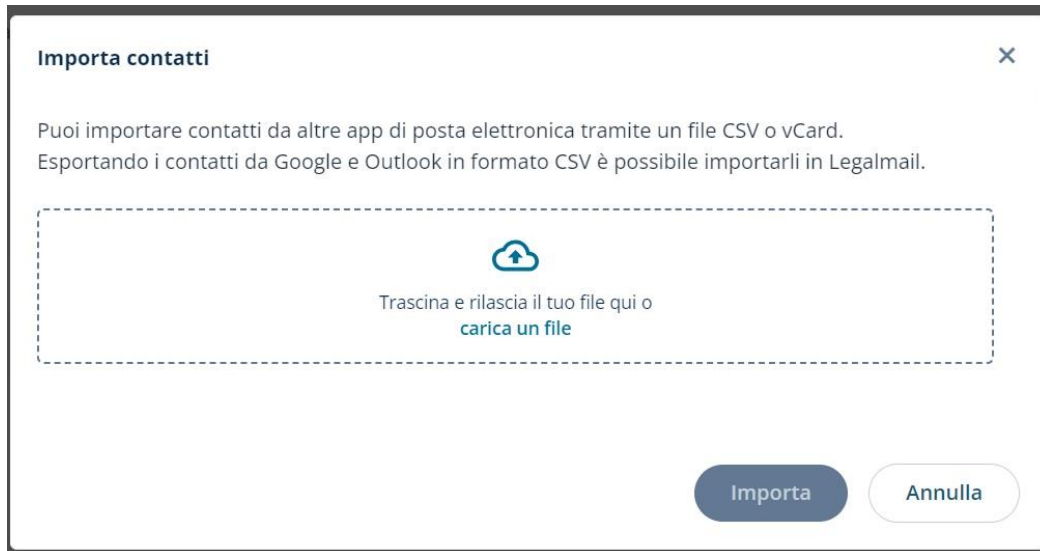 Importa contatti
Puoi importare contatti da altre app di posta elettronica tramite un file CSV o vCard.
Esportando i contatti da Google e Outlook in formato CSV è possibile importarli in Legalmail.
Trascina e rilascia il tuo file qui o
carica un file
Importa
Annulla